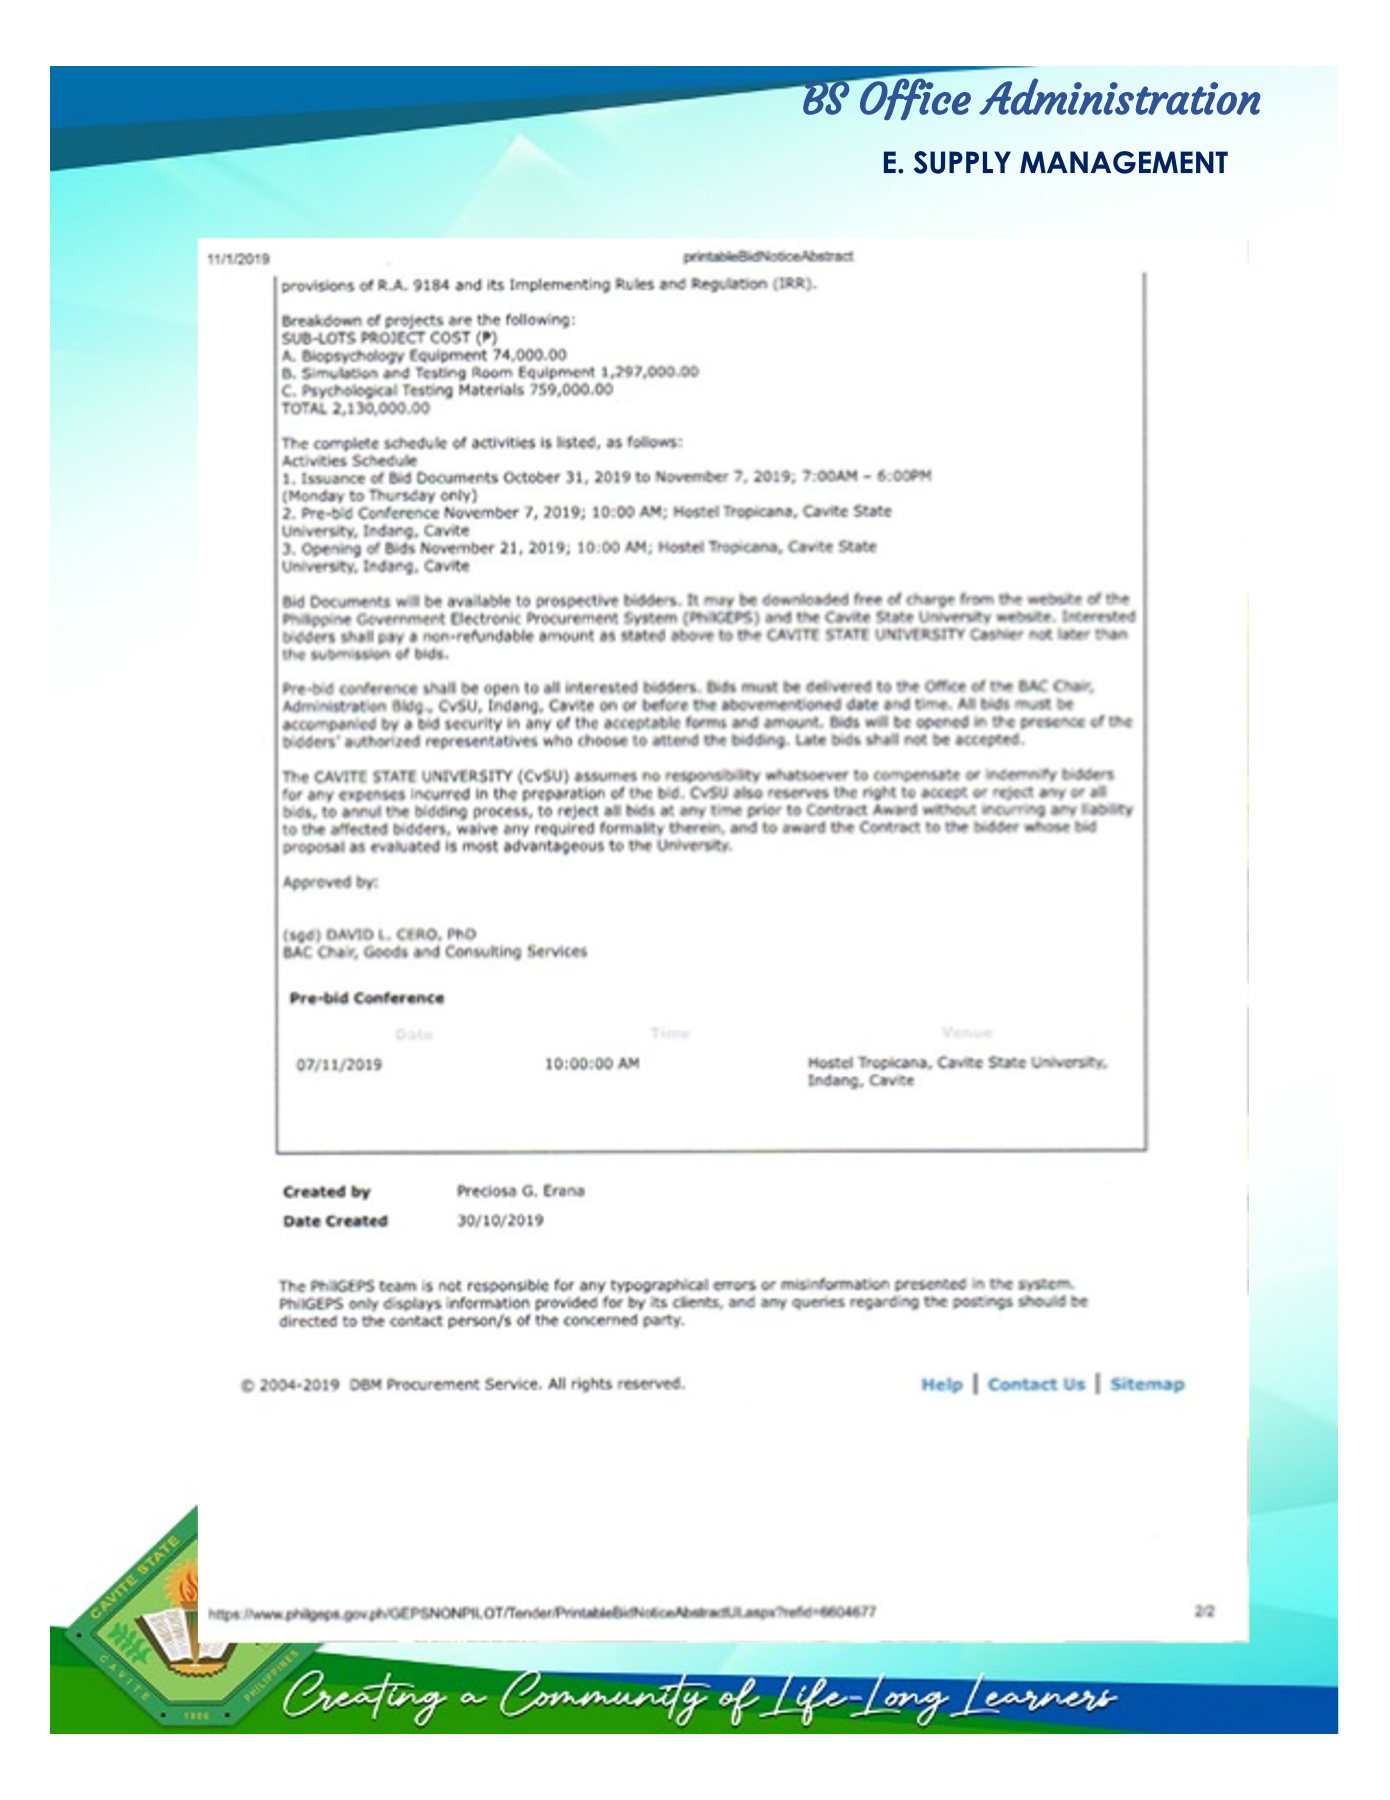 BS Office Administration
E. SUPPLY MANAGEMENT
11/1/2019 printableBidNoticeAbstract
provisions of R.A. 9184 and its Implementing Rules and Regulation (IRR).
Breakdown of projects are the following:
SUB-LOTS PROJECT COST (₱)
A. Biopsychology Equipment 74,000.00
B. Simulation and Testing Room Equipment 1,297,000.00
C. Psychological Testing Materials 759,000.00
TOTAL 2,130,000.00
The complete schedule of activities is listed, as follows:
Activities Schedule
1. Issuance of Bid Documents October 31, 2019 to November 7, 2019; 7:00AM – 6:00PM
(Monday to Thursday only)
2. Pre-bid Conference November 7, 2019; 10:00 AM; Hostel Tropicana, Cavite State
University, Indang, Cavite
3. Opening of Bids November 21, 2019; 10:00 AM; Hostel Tropicana, Cavite State
University, Indang, Cavite
Bid Documents will be available to prospective bidders. It may be downloaded free of charge from the website of the
Philippine Government Electronic Procurement System (PhilGEPS) and the Cavite State University website. Interested
bidders shall pay a non-refundable amount as stated above to the CAVITE STATE UNIVERSITY Cashier not later than
the submission of bids.
Pre-bid conference shall be open to all interested bidders. Bids must be delivered to the Office of the BAC Chair,
Administration Bldg., CvSU, Indang, Cavite on or before the abovementioned date and time. All bids must be
accompanied by a bid security in any of the acceptable forms and amount. Bids will be opened in the presence of the
bidders' authorized representatives who choose to attend the bidding. Late bids shall not be accepted.
The CAVITE STATE UNIVERSITY (CvSU) assumes no responsibility whatsoever to compensate or indemnify bidders
for any expenses incurred in the preparation of the bid. CvSU also reserves the right to accept or reject any or all
bids, to annul the bidding process, to reject all bids at any time prior to Contract Award without incurring any liability
to the affected bidders, waive any required formality therein, and to award the Contract to the bidder whose bid
proposal as evaluated is most advantageous to the University.
Approved by:
(sgd) DAVID L. CERO, PhD
BAC Chair, Goods and Consulting Services
Pre-bid Conference
Date Time Venue
07/11/2019 10:00:00 AM Hostel Tropicana, Cavite State University,
Indang, Cavite
Created by Preciosa G. Erana
Date Created 30/10/2019
The PhilGEPS team is not responsible for any typographical errors or misinformation presented in the system.
PhilGEPS only displays information provided for by its clients, and any queries regarding the postings should be
directed to the contact person/s of the concerned party.
© 2004-2019 DBM Procurement Service. All rights reserved. Help | Contact Us | Sitemap
https://www.philgeps.gov.ph/GEPSNONPILOT/Tender/PrintableBidNoticeAbstractUI.aspx?refid=6604677 2/2
CAVITE STATE
CAVITE
1906
PHILIPPINES
Creating a Community of Life-Long Learners